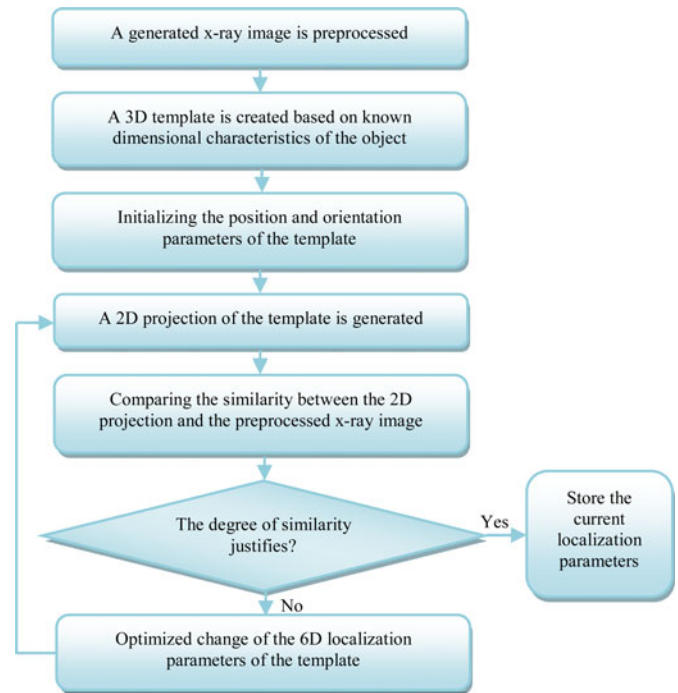 A generated x-ray image is preprocessed
A 3D template is created based on known
dimensional characteristics of the object
Initializing the position and orientation
parameters of the template
A 2D projection of the template is generated
Comparing the similarity between the 2D
projection and the preprocessed x-ray image
The degree of similarity
justifies?
Yes
Store the
current
localization
parameters
No
Optimized change of the 6D localization
parameters of the template